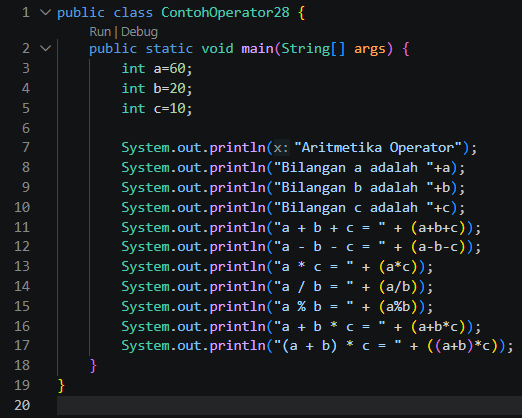 1 public class ContohOperator28 {
Run | Debug
2 public static void main(String[] args) {
3 int a=60;
4 int b=20;
5 int c=10;
6
7 System.out.println(x: "Aritmetika Operator");
8 System.out.println("Bilangan a adalah "+a);
9 System.out.println("Bilangan b adalah "+b);
10 System.out.println("Bilangan c adalah "+c);
11 System.out.println("a + b + c = " + (a+b+c));
12 System.out.println("a - b - c = " + (a-b-c));
13 System.out.println("a * c = " + (a*c));
14 System.out.println("a / b = " + (a/b));
15 System.out.println("a % b = " + (a%b));
16 System.out.println("a + b * c = " + (a+b*c));
17 System.out.println("(a + b) * c = " + ((a+b)*c));
18 }
19 }
20